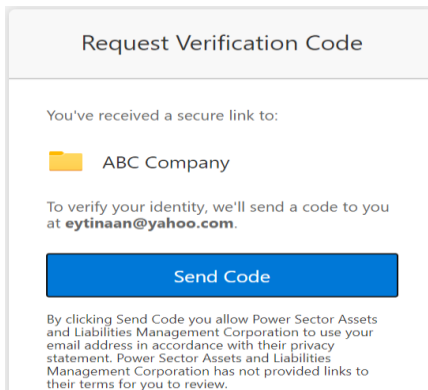 Request Verification Code
You've received a secure link to:
ABC Company
To verify your identity, we'll send a code to you
at eytinaan@yahoo.com.
Send Code
By clicking Send Code you allow Power Sector Assets
and Liabilities Management Corporation to use your
email address in accordance with their privacy
statement. Power Sector Assets and Liabilities
Management Corporation has not provided links to
their terms for you to review.